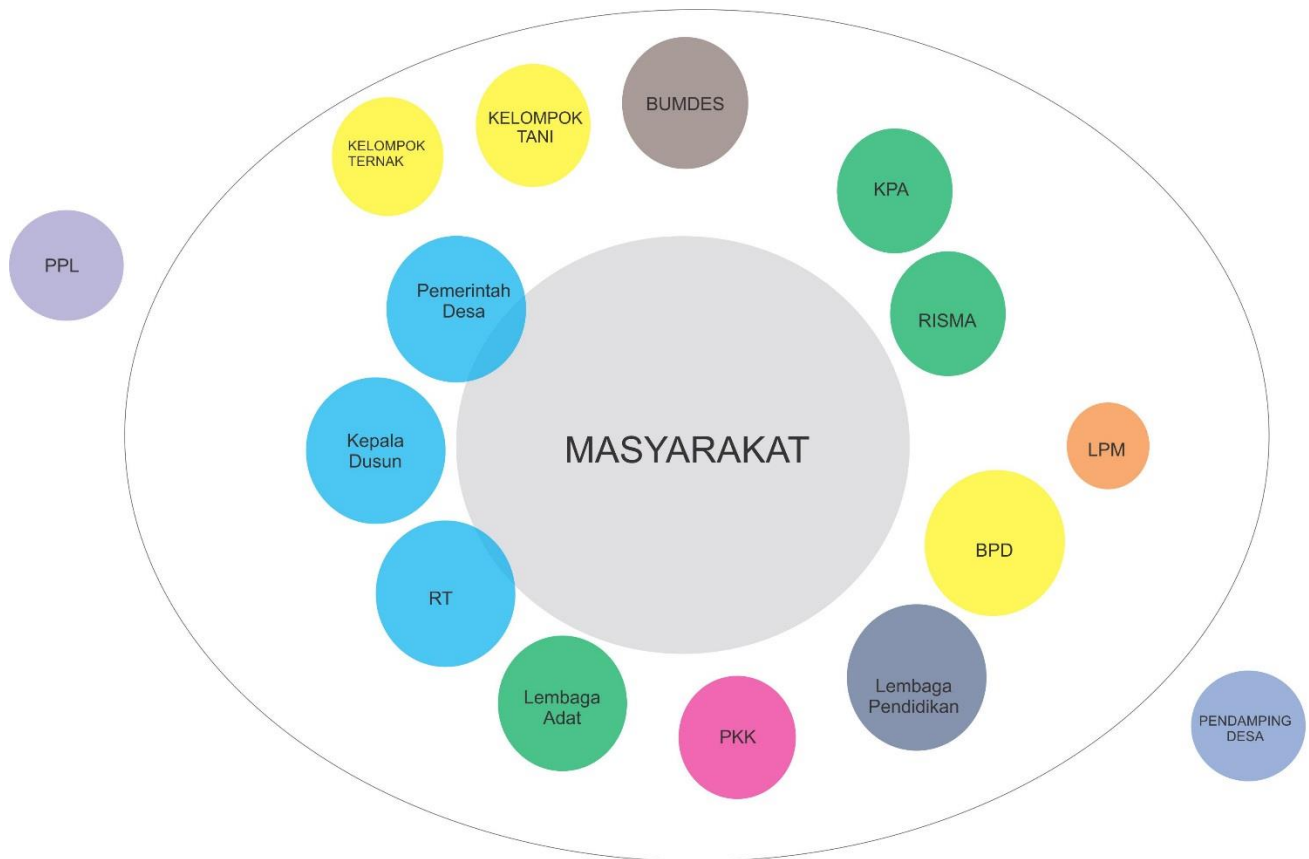 BUMDES
KELOMPOK
TANI
KELOMPOK
TERNAK
KPA
PPL
Pemerintah
Desa
RISMA
Kepala
Dusun
MASYARAKAT
LPM
BPD
RT
Lembaga
Adat
PKK
Lembaga
Pendidikan
PENDAMPING
DESA